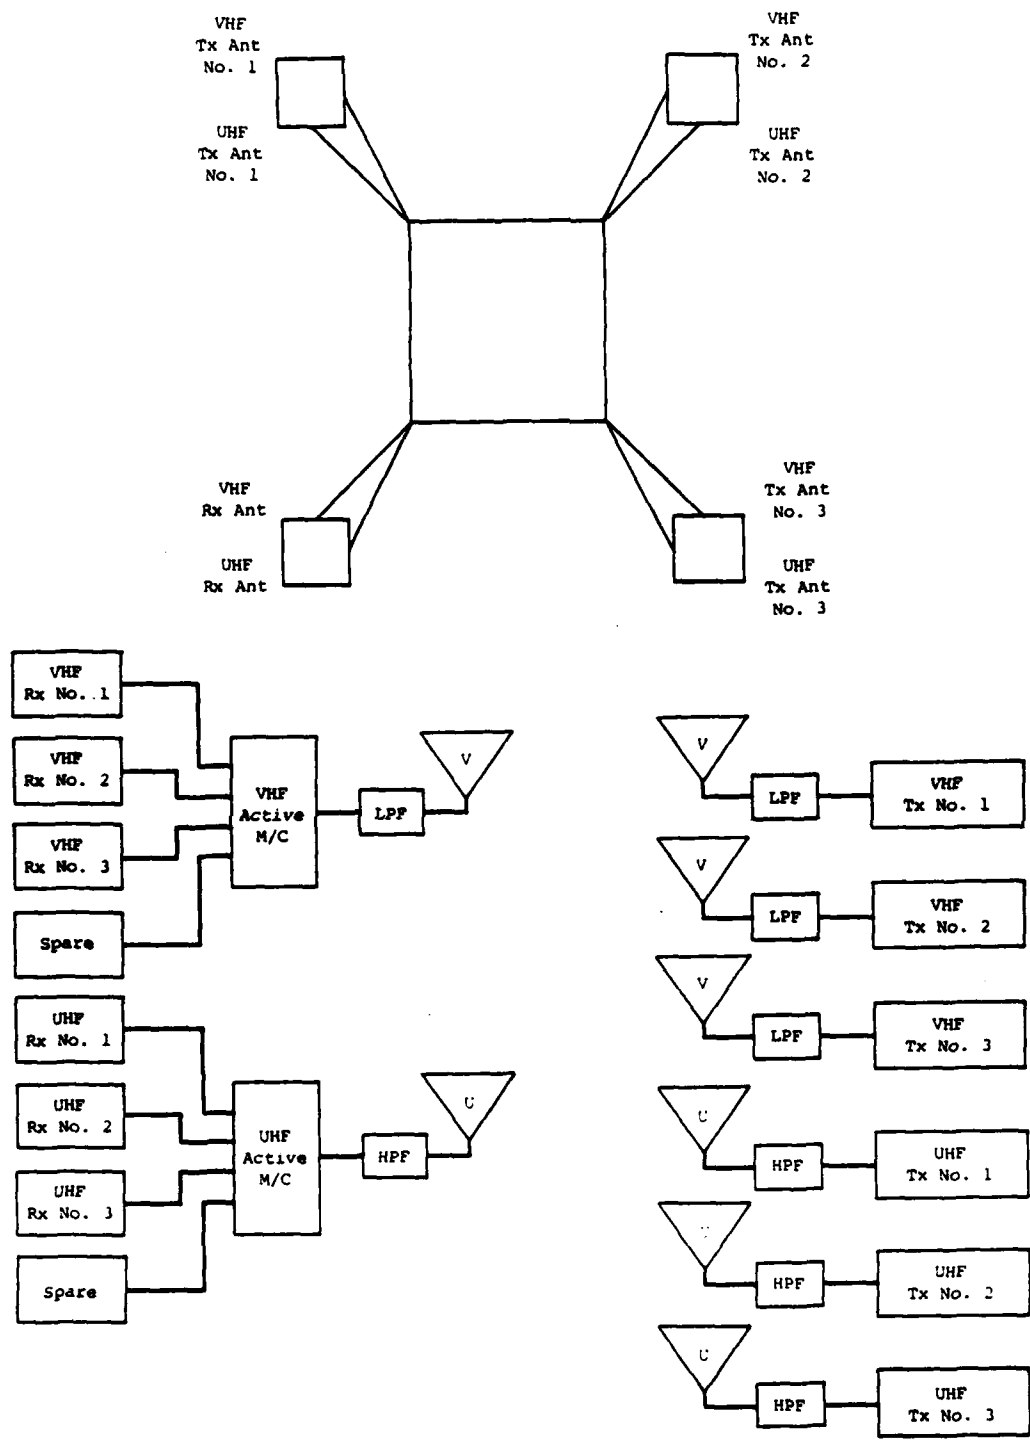 VHF
Tx Ant
No. 1
UHF
Tx Ant
No. 1
VHF
Tx Ant
No. 2
UHF
Tx Ant
No. 2
VHF
Rx Ant
UHF
Rx Ant
VHF
Tx Ant
No. 3
UHF
Tx Ant
No. 3
VHF
Rx No. 1
VHF
Rx No. 2
VHF
Rx No. 3
Spare
VHF
Active
M/C
LPF
V
UHF
Rx No. 1
UHF
Rx No. 2
UHF
Rx No. 3
Spare
UHF
Active
M/C
HPF
U
V
LPF
VHF
Tx No. 1
V
LPF
VHF
Tx No. 2
V
LPF
VHF
Tx No. 3
U
HPF
UHF
Tx No. 1
HPF
UHF
Tx No. 2
U
HPF
UHF
Tx No. 3